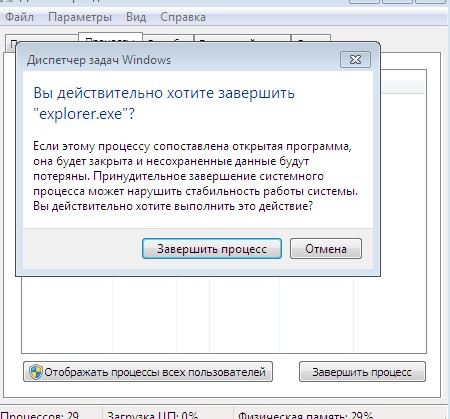 Файл Параметры Вид Справка
Диспетчер задач Windows
Вы действительно хотите завершить
"explorer.exe"?
Если этому процессу сопоставлена открытая программа,
она будет закрыта и несохраненные данные будут
потеряны. Принудительное завершение системного
процесса может нарушить стабильность работы системы.
Вы действительно хотите выполнить это действие?
Завершить процесс Отмена
Отображать процессы всех пользователей Завершить процесс
Процессов: 29 Загрузка ЦП: 0% Физическая память: 29%